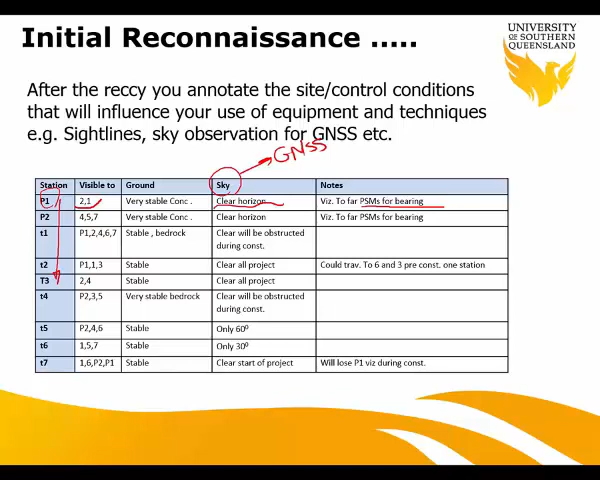 Initial Reconnaissance .....
UNIVERSITY
OF SOUTHERN
QUEENSLAND
After the reccy you annotate the site/control conditions
that will influence your use of equipment and techniques
e.g. Sightlines, sky observation for GNSS etc.
GNSS
Station Visible to Ground Sky Notes
P1 2,1 Very stable Conc . Clear horizon Viz. To far PSMs for bearing
P2 4,5,7 Very stable Conc . Clear horizon Viz. To far PSMs for bearing
t1 P1,2,4,6,7 Stable , bedrock Clear will be obstructed
during const.
t2 P1,1,3 Stable Clear all project Could trav. To 6 and 3 pre const. one station
T3 2,4 Stable Clear all project
t4 P2,3,5 Very stable bedrock Clear will be obstructed
during const.
t5 P2,4,6 Stable Only 60⁰
t6 1,5,7 Stable Only 30⁰
t7 1,6,P2,P1 Stable Clear start of project Will lose P1 viz during const.